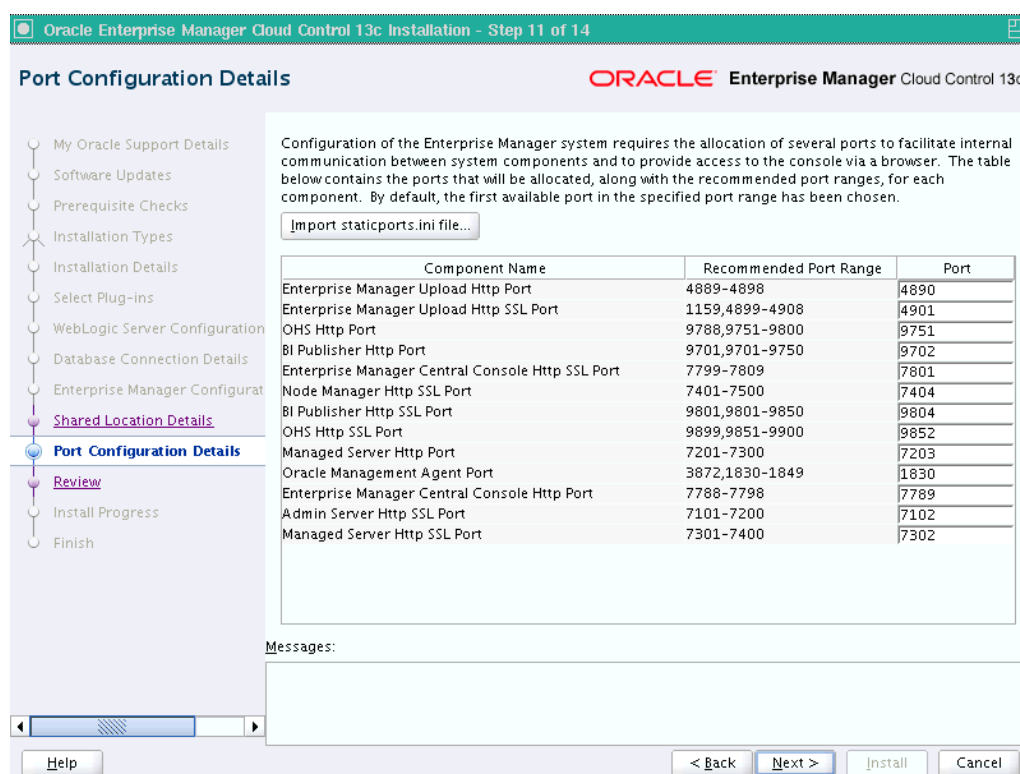 Oracle Enterprise Manager Cloud Control 13c Installation - Step 11 of 14
Port Configuration Details
ORACLE Enterprise Manager Cloud Control 13c
My Oracle Support Details
Software Updates
Prerequisite Checks
Installation Types
Installation Details
Select Plug-ins
WebLogic Server Configuration
Database Connection Details
Enterprise Manager Configurat
Shared Location Details
Port Configuration Details
Review
Install Progress
Finish
Configuration of the Enterprise Manager system requires the allocation of several ports to facilitate internal
communication between system components and to provide access to the console via a browser. The table
below contains the ports that will be allocated, along with the recommended port ranges, for each
component. By default, the first available port in the specified port range has been chosen.
Import staticports.ini file...
Component Name Recommended Port Range Port
Enterprise Manager Upload Http Port 4889-4898 4890
Enterprise Manager Upload Http SSL Port 1159,4899-4908 4901
OHS Http Port 9788,9751-9800 9751
BI Publisher Http Port 9701,9701-9750 9702
Enterprise Manager Central Console Http SSL Port 7799-7809 7801
Node Manager Http SSL Port 7401-7500 7404
BI Publisher Http SSL Port 9801,9801-9850 9804
OHS Http SSL Port 9899,9851-9900 9852
Managed Server Http Port 7201-7300 7203
Oracle Management Agent Port 3872,1830-1849 1830
Enterprise Manager Central Console Http Port 7788-7798 7789
Admin Server Http SSL Port 7101-7200 7102
Managed Server Http SSL Port 7301-7400 7302
Messages:
Help
< Back
Next >
Install
Cancel